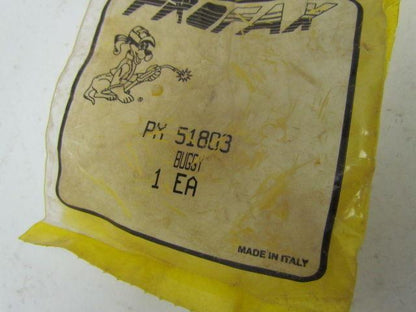 PROFAX
®
PX 51803
BUGGY
1 EA
MADE IN ITALY